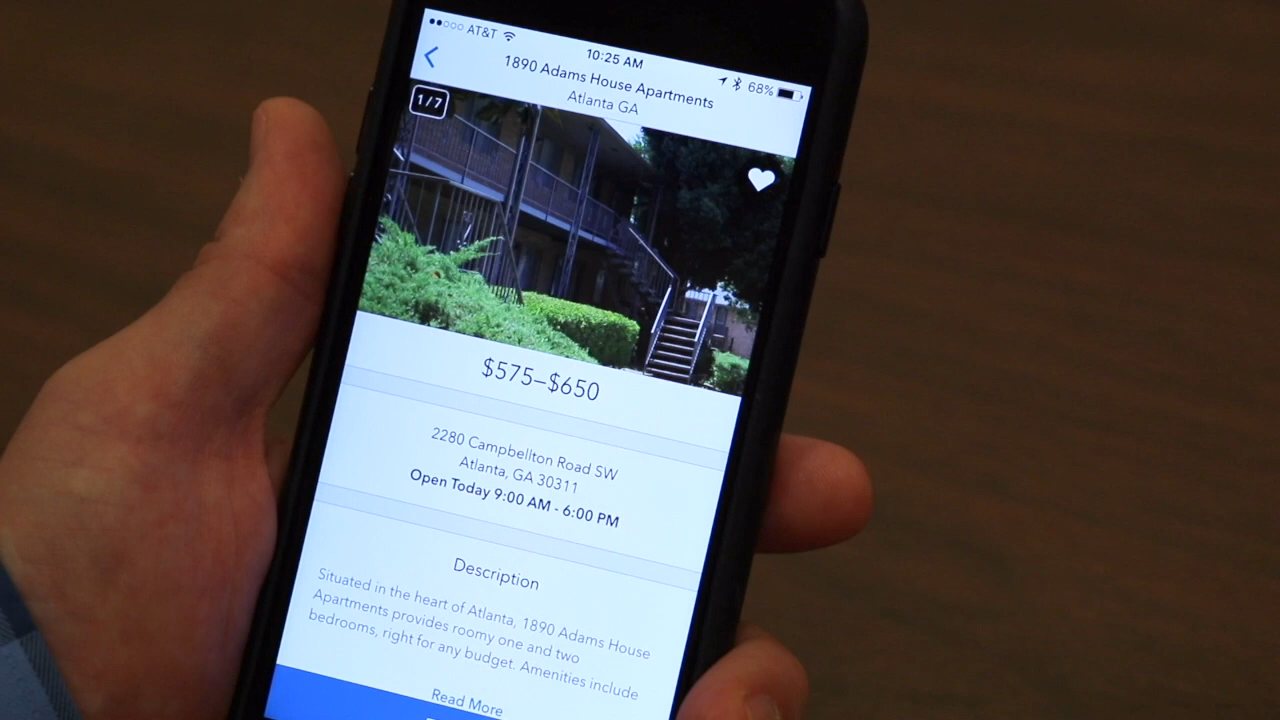 AT&T
10:25 AM
68%
1890 Adams House Apartments
Atlanta GA
1/7
$575–$650
2280 Campbellton Road SW
Atlanta, GA 30311
Open Today 9:00 AM - 6:00 PM
Description
Situated in the heart of Atlanta, 1890 Adams House
Apartments provides roomy one and two
bedrooms, right for any budget. Amenities include
Read More